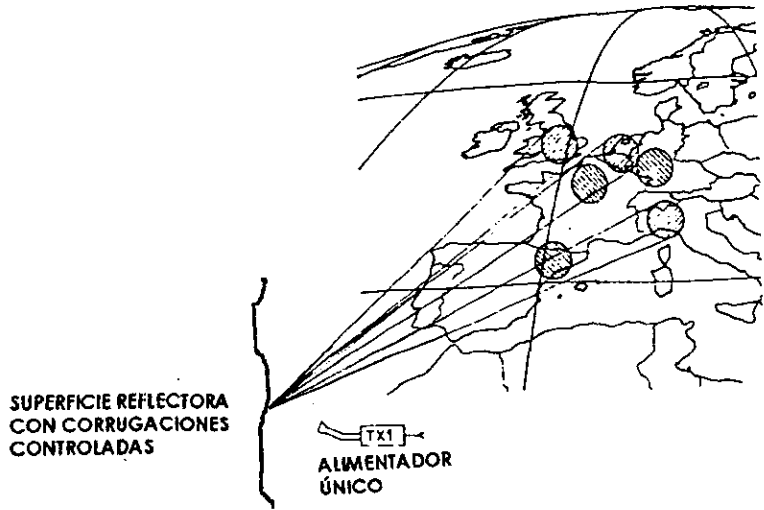 SUPERFICIE REFLECTORA
CON CORRUGACIONES
CONTROLADAS
TX1
ALIMENTADOR
ÚNICO